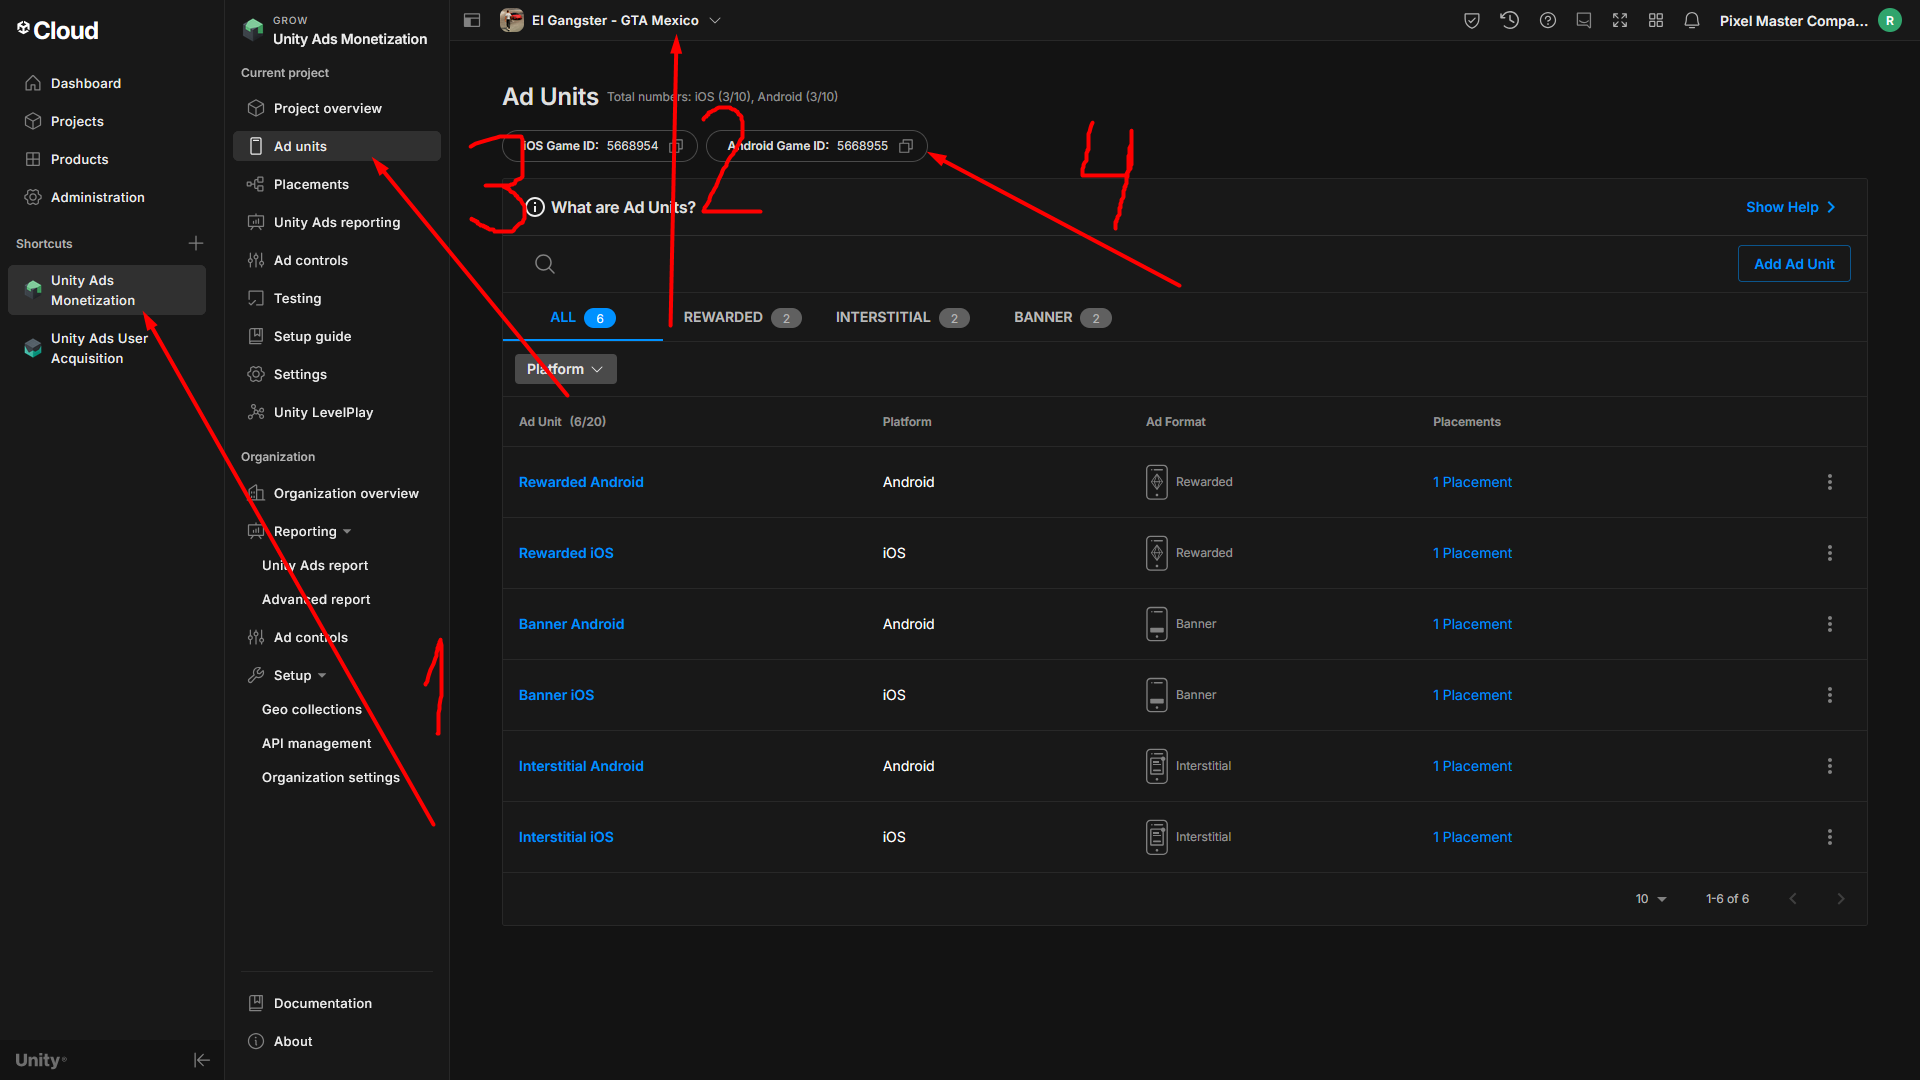 Cloud
Dashboard
Projects
Products
Administration
Shortcuts
Unity Ads
Monetization
Unity Ads User
Acquisition
Unity
GROW
Unity Ads Monetization
Current project
Project overview
Ad units
Placements
Unity Ads reporting
Ad controls
Testing
Setup guide
Settings
Unity LevelPlay
Organization
Organization overview
Reporting
Unity Ads report
Advanced report
Ad controls
Setup
Geo collections
API management
Organization settings
Documentation
About
1
El Gangster - GTA Mexico
Pixel Master Compa... R
Ad Units Total numbers: iOS (3/10), Android (3/10)
iOS Game ID: 5668954 Android Game ID: 5668955
3 2 4
What are Ad Units? Show Help
Add Ad Unit
ALL 6 REWARDED 2 INTERSTITIAL 2 BANNER 2
Platform
Ad Unit (6/20) Platform Ad Format Placements
Rewarded Android Android Rewarded 1 Placement
Rewarded iOS iOS Rewarded 1 Placement
Banner Android Android Banner 1 Placement
Banner iOS iOS Banner 1 Placement
Interstitial Android Android Interstitial 1 Placement
Interstitial iOS iOS Interstitial 1 Placement
10 1-6 of 6